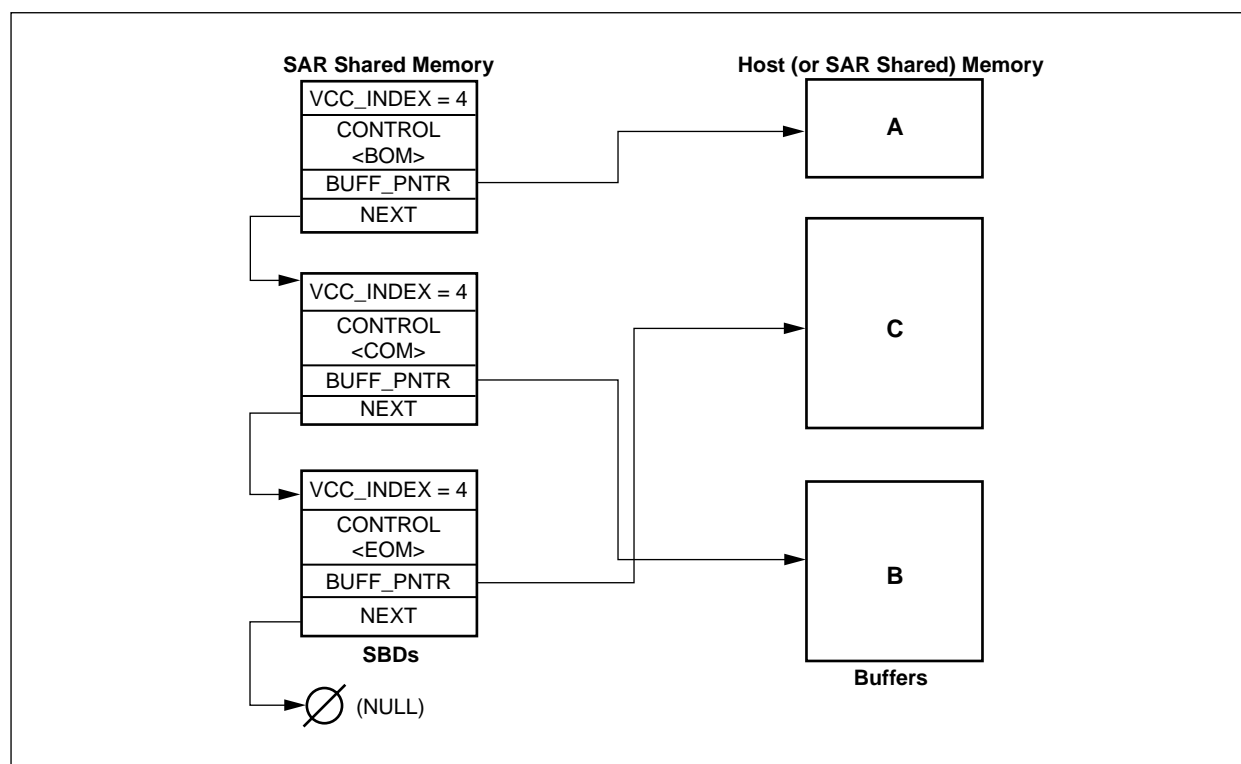 SAR Shared Memory
VCC_INDEX = 4
CONTROL
<BOM>
BUFF_PNTR
NEXT
VCC_INDEX = 4
CONTROL
<COM>
BUFF_PNTR
NEXT
VCC_INDEX = 4
CONTROL
<EOM>
BUFF_PNTR
NEXT
SBDs
(NULL)
Host (or SAR Shared) Memory
A
C
B
Buffers